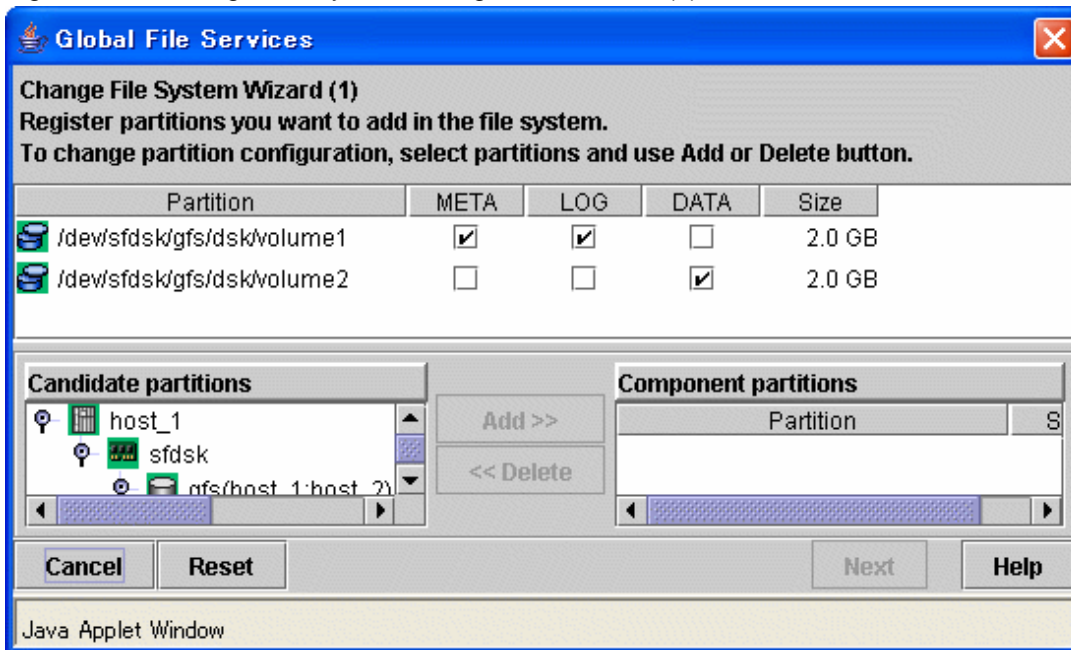 Global File Services
Change File System Wizard (1)
Register partitions you want to add in the file system.
To change partition configuration, select partitions and use Add or Delete button.
Partition META LOG DATA Size
/dev/sfdsk/gfs/dsk/volume1 2.0 GB
/dev/sfdsk/gfs/dsk/volume2 2.0 GB
Candidate partitions
host_1
sfdsk
gfs(host_1:host_2)
Add >>
<< Delete
Component partitions
Partition S
Cancel Reset Next Help
Java Applet Window